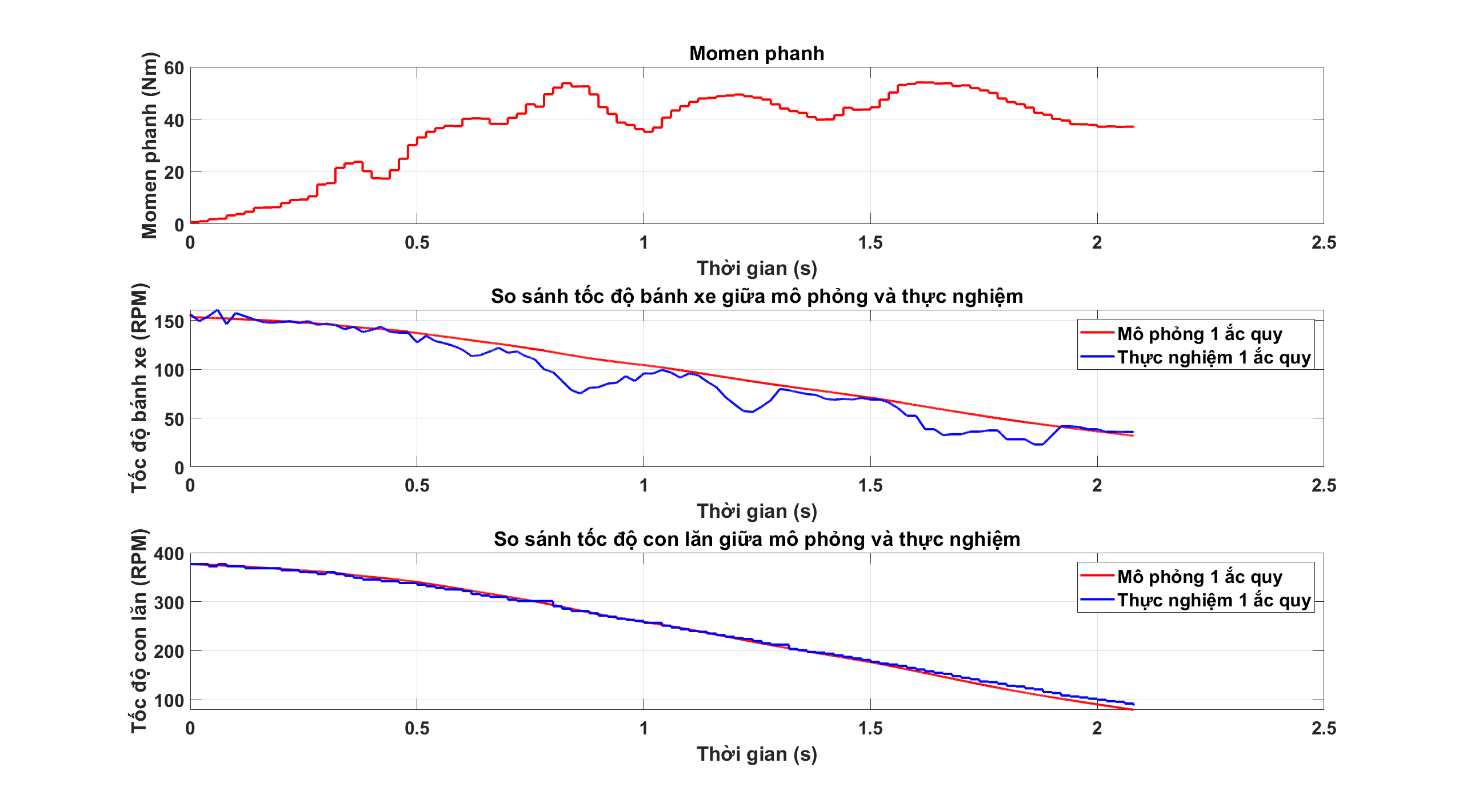 Momen phanh
Momen phanh (Nm)
60
40
20
0
0 0.5 1 1.5 2 2.5
Thời gian (s)
So sánh tốc độ bánh xe giữa mô phỏng và thực nghiệm
Tốc độ bánh xe (RPM)
150
100
50
0
Mô phỏng 1 ắc quy
Thực nghiệm 1 ắc quy
0 0.5 1 1.5 2 2.5
Thời gian (s)
So sánh tốc độ con lăn giữa mô phỏng và thực nghiệm
Tốc độ con lăn (RPM)
400
300
200
100
Mô phỏng 1 ắc quy
Thực nghiệm 1 ắc quy
0 0.5 1 1.5 2 2.5
Thời gian (s)